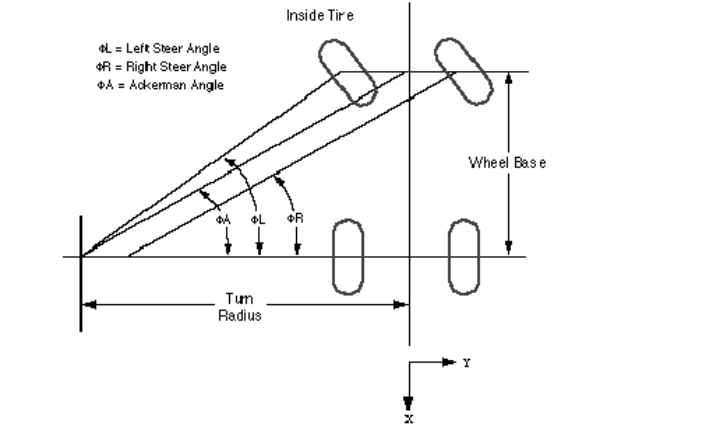 Inside Tire
ΦL = Left Steer Angle
ΦR = Right Steer Angle
ΦA = Ackerman Angle
Wheel Base
ΦA
ΦL
ΦR
Turn
Radius
Y
X